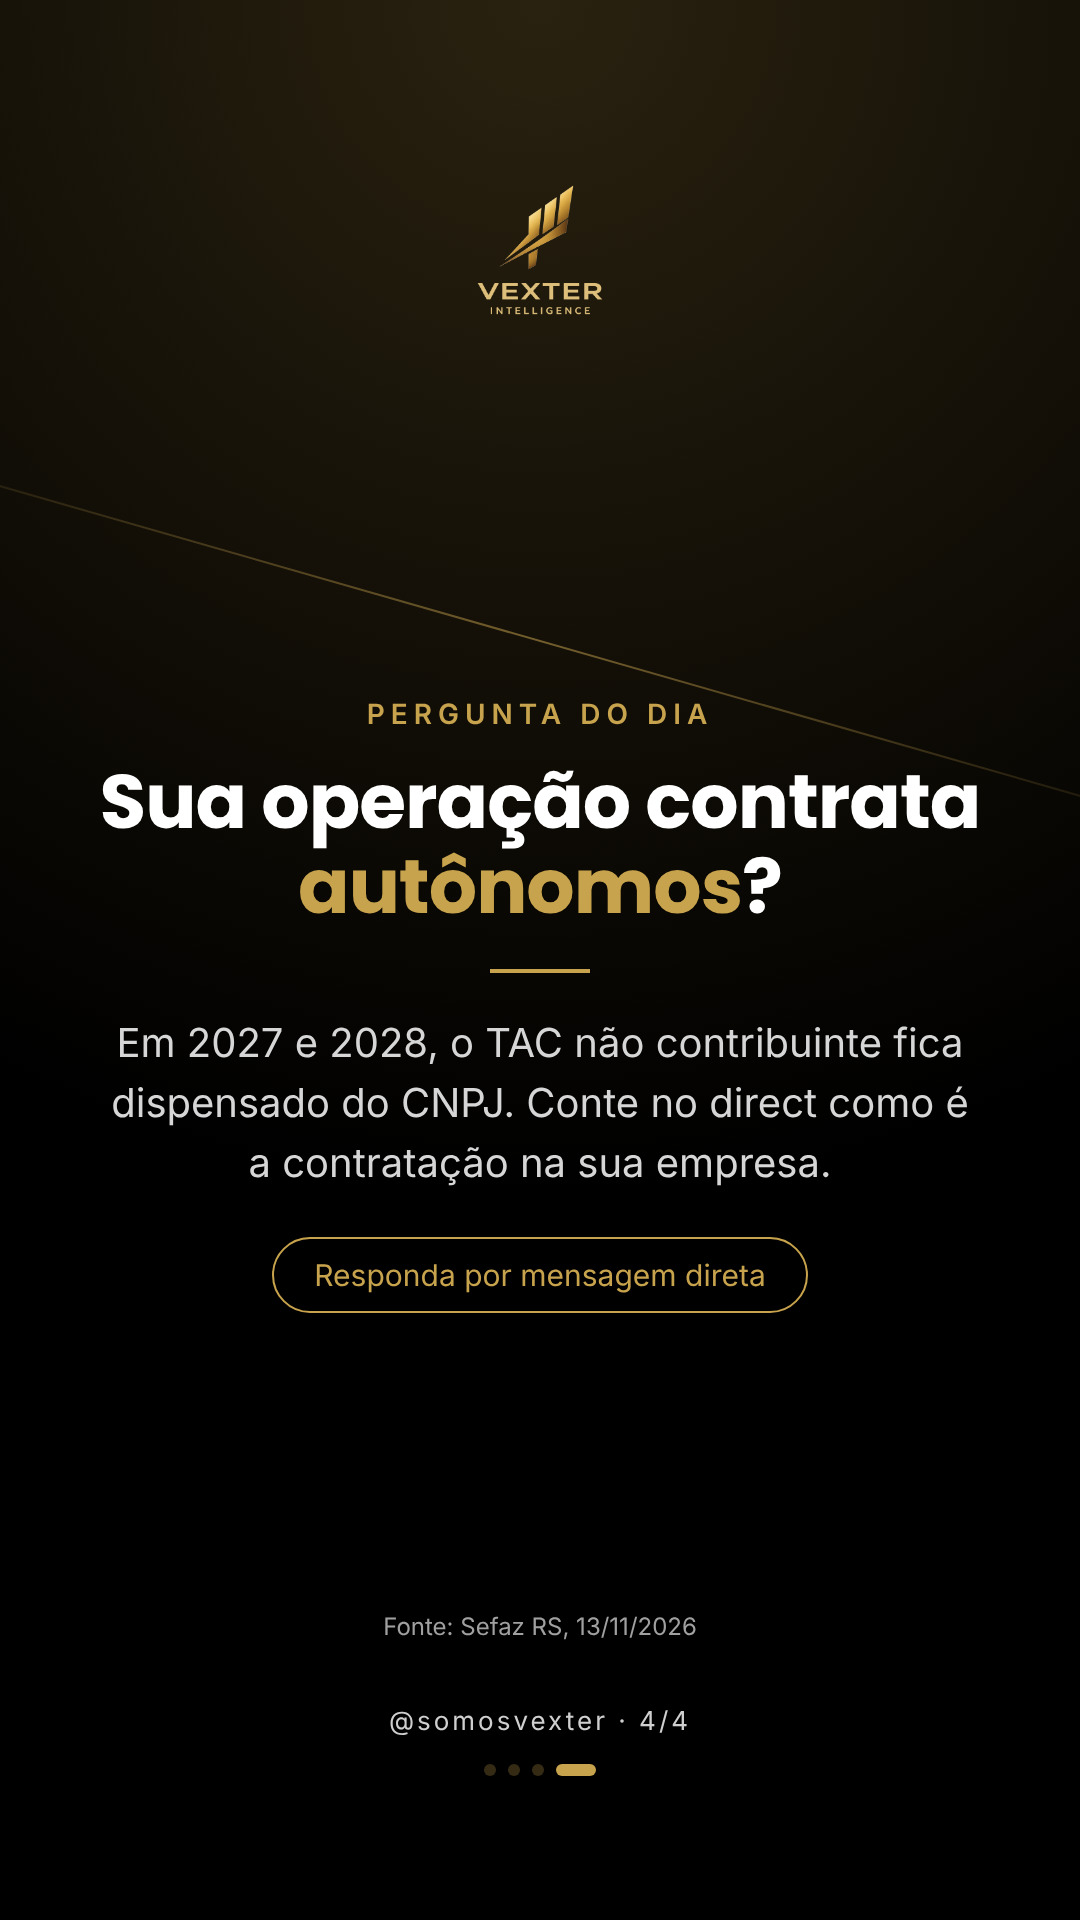 VEXTER
INTELLIGENCE
PERGUNTA DO DIA
Sua operação contrata
autônomos?
Em 2027 e 2028, o TAC não contribuinte fica
dispensado do CNPJ. Conte no direct como é
a contratação na sua empresa.
Responda por mensagem direta
Fonte: Sefaz RS, 13/11/2026
@somosvexter · 4/4